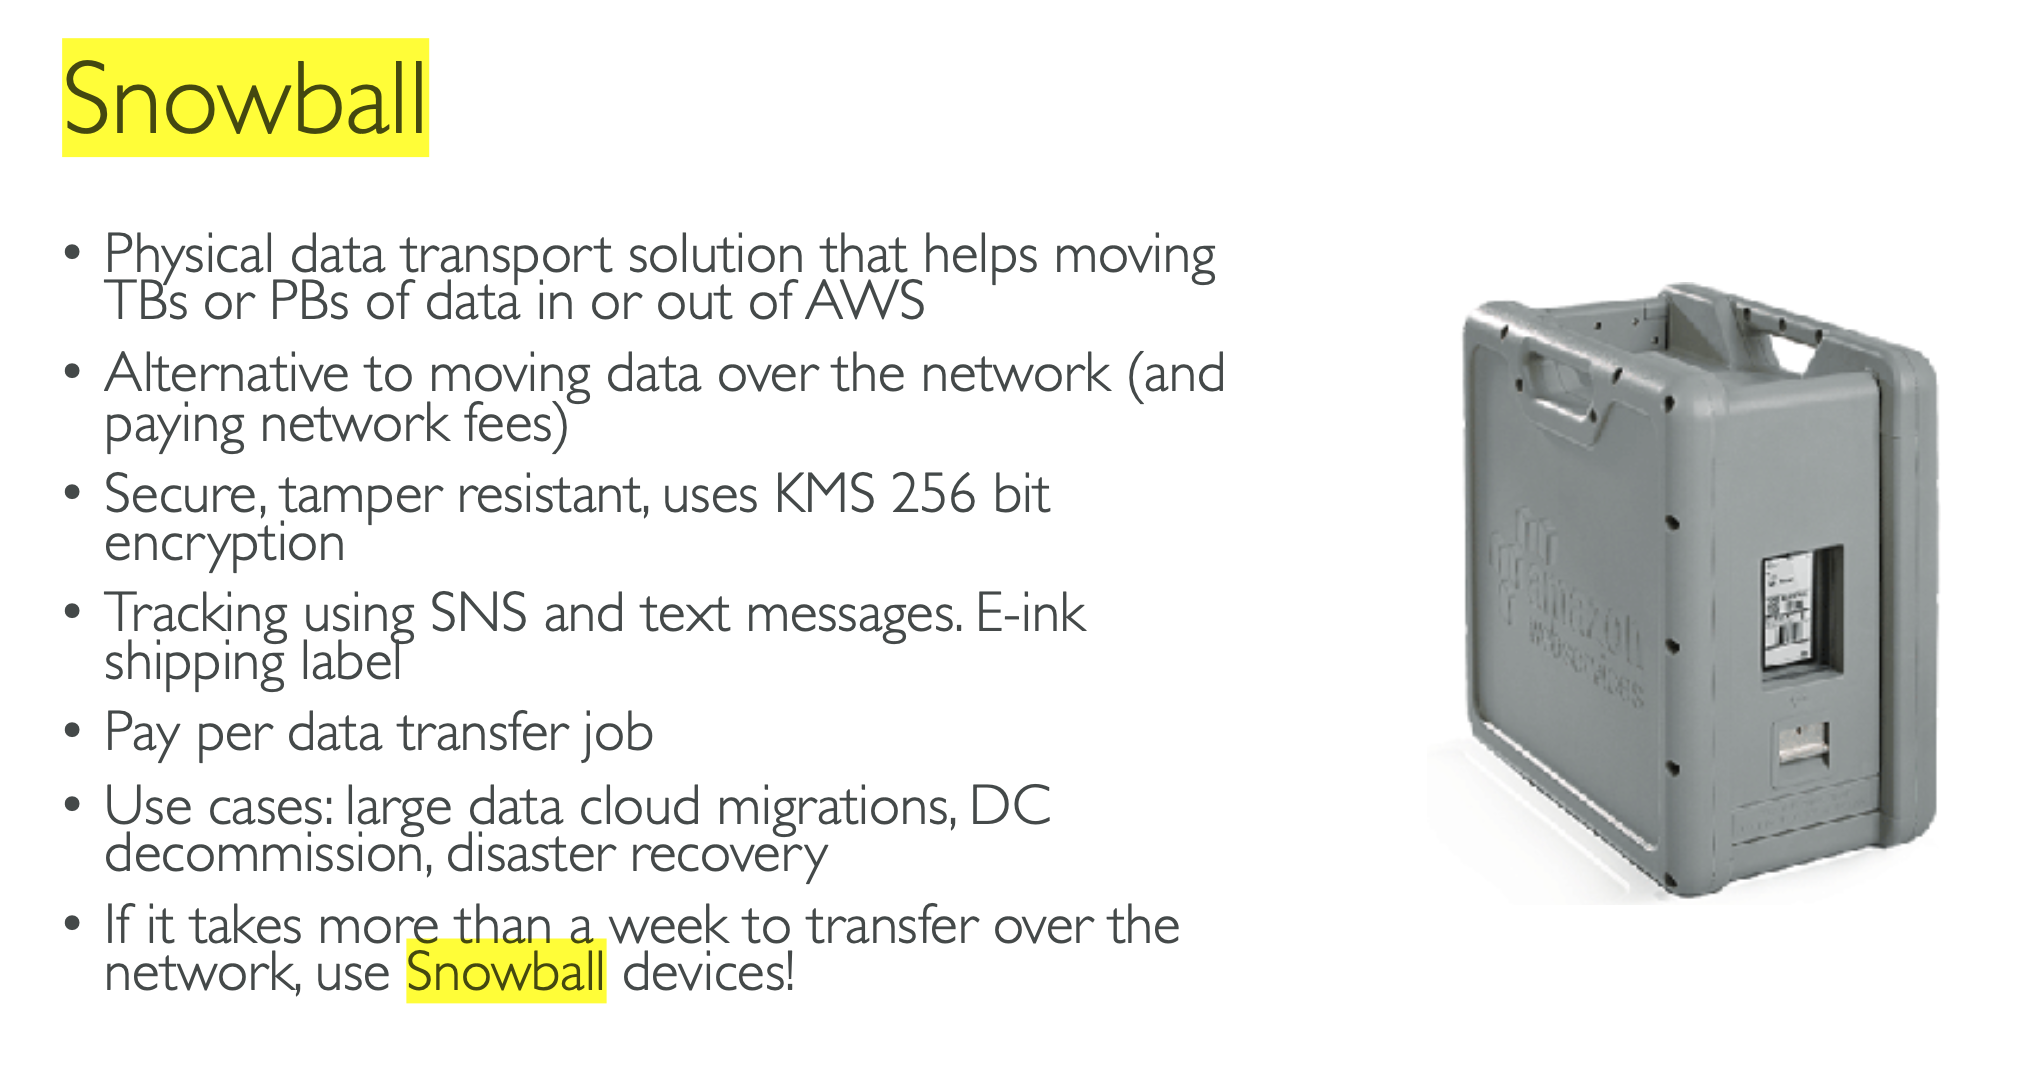 Snowball
• Physical data transport solution that helps moving
TBs or PBs of data in or out of AWS
• Alternative to moving data over the network (and
paying network fees)
• Secure, tamper resistant, uses KMS 256 bit
encryption
• Tracking using SNS and text messages. E-ink
shipping label
• Pay per data transfer job
• Use cases: large data cloud migrations, DC
decommission, disaster recovery
• If it takes more than a week to transfer over the
network, use Snowball devices!
amazon
webservices